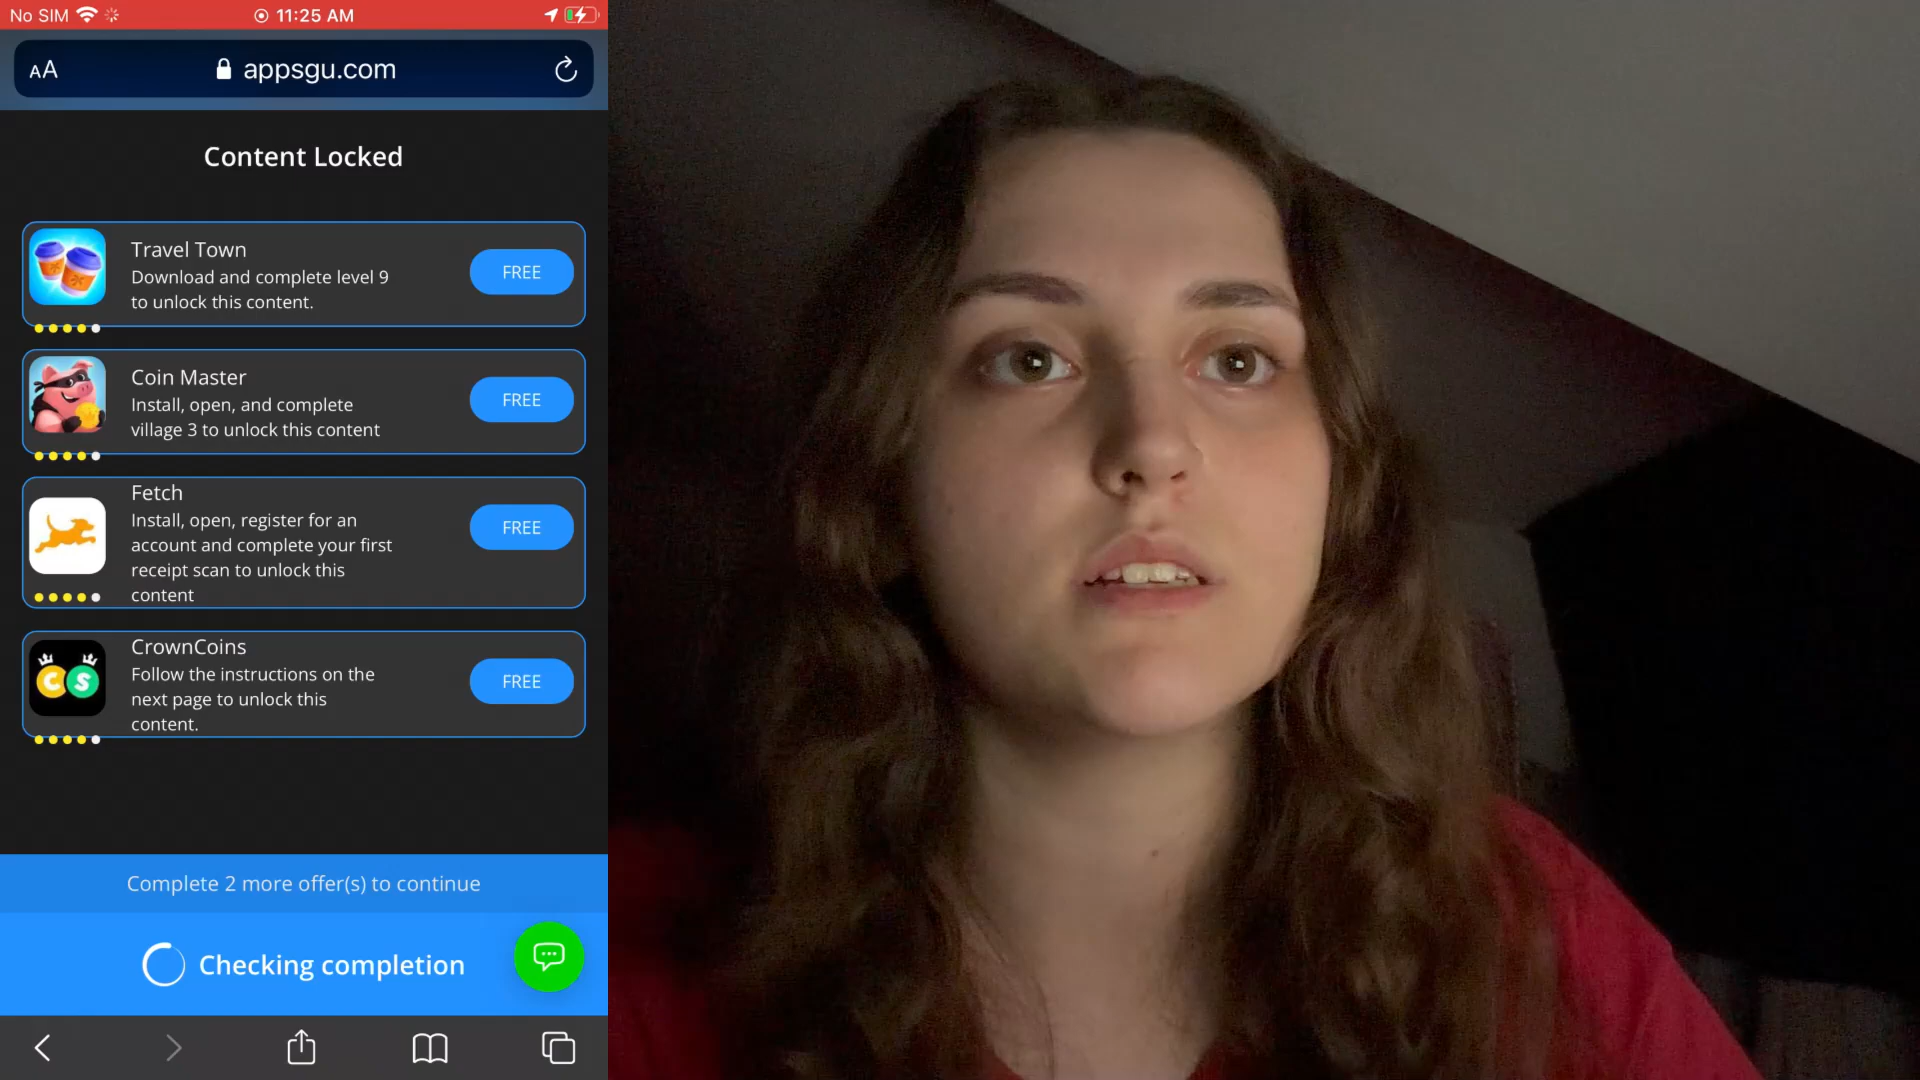 No SIM
11:25 AM
AA
appsgu.com
Content Locked
Travel Town
Download and complete level 9
to unlock this content.
FREE
Coin Master
Install, open, and complete
village 3 to unlock this content
FREE
Fetch
Install, open, register for an
account and complete your first
receipt scan to unlock this
content
FREE
C S
CrownCoins
Follow the instructions on the
next page to unlock this
content.
FREE
Complete 2 more offer(s) to continue
Checking completion